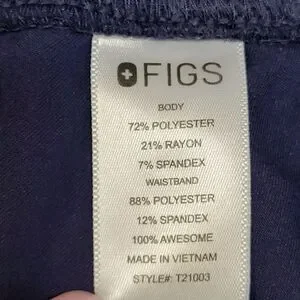 FIGS
BODY
72% POLYESTER
21% RAYON
7% SPANDEX
WAISTBAND
88% POLYESTER
12% SPANDEX
100% AWESOME
MADE IN VIETNAM
STYLE#: T21003